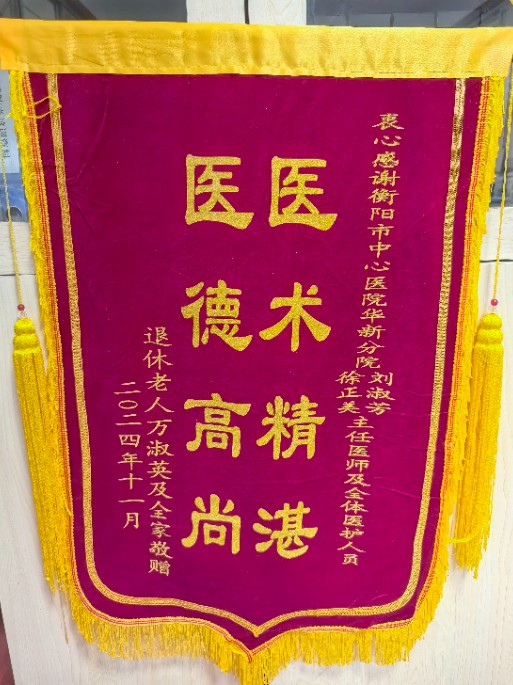 衷心感谢衡阳市中心医院华新分院刘淑芳
徐正美主任医师及全体医护人员
医术精湛
医德高尚
退休老人万淑英及全家敬赠
二〇二四年十一月